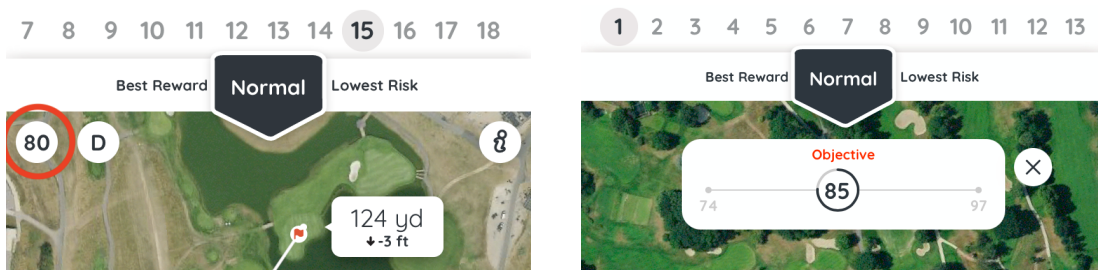 7 8 9 10 11 12 13 14 15 16 17 18
Best Reward Normal Lowest Risk
80 D
124 yd
-3 ft
1 2 3 4 5 6 7 8 9 10 11 12 13
Best Reward Normal Lowest Risk
Objective
85
74 97